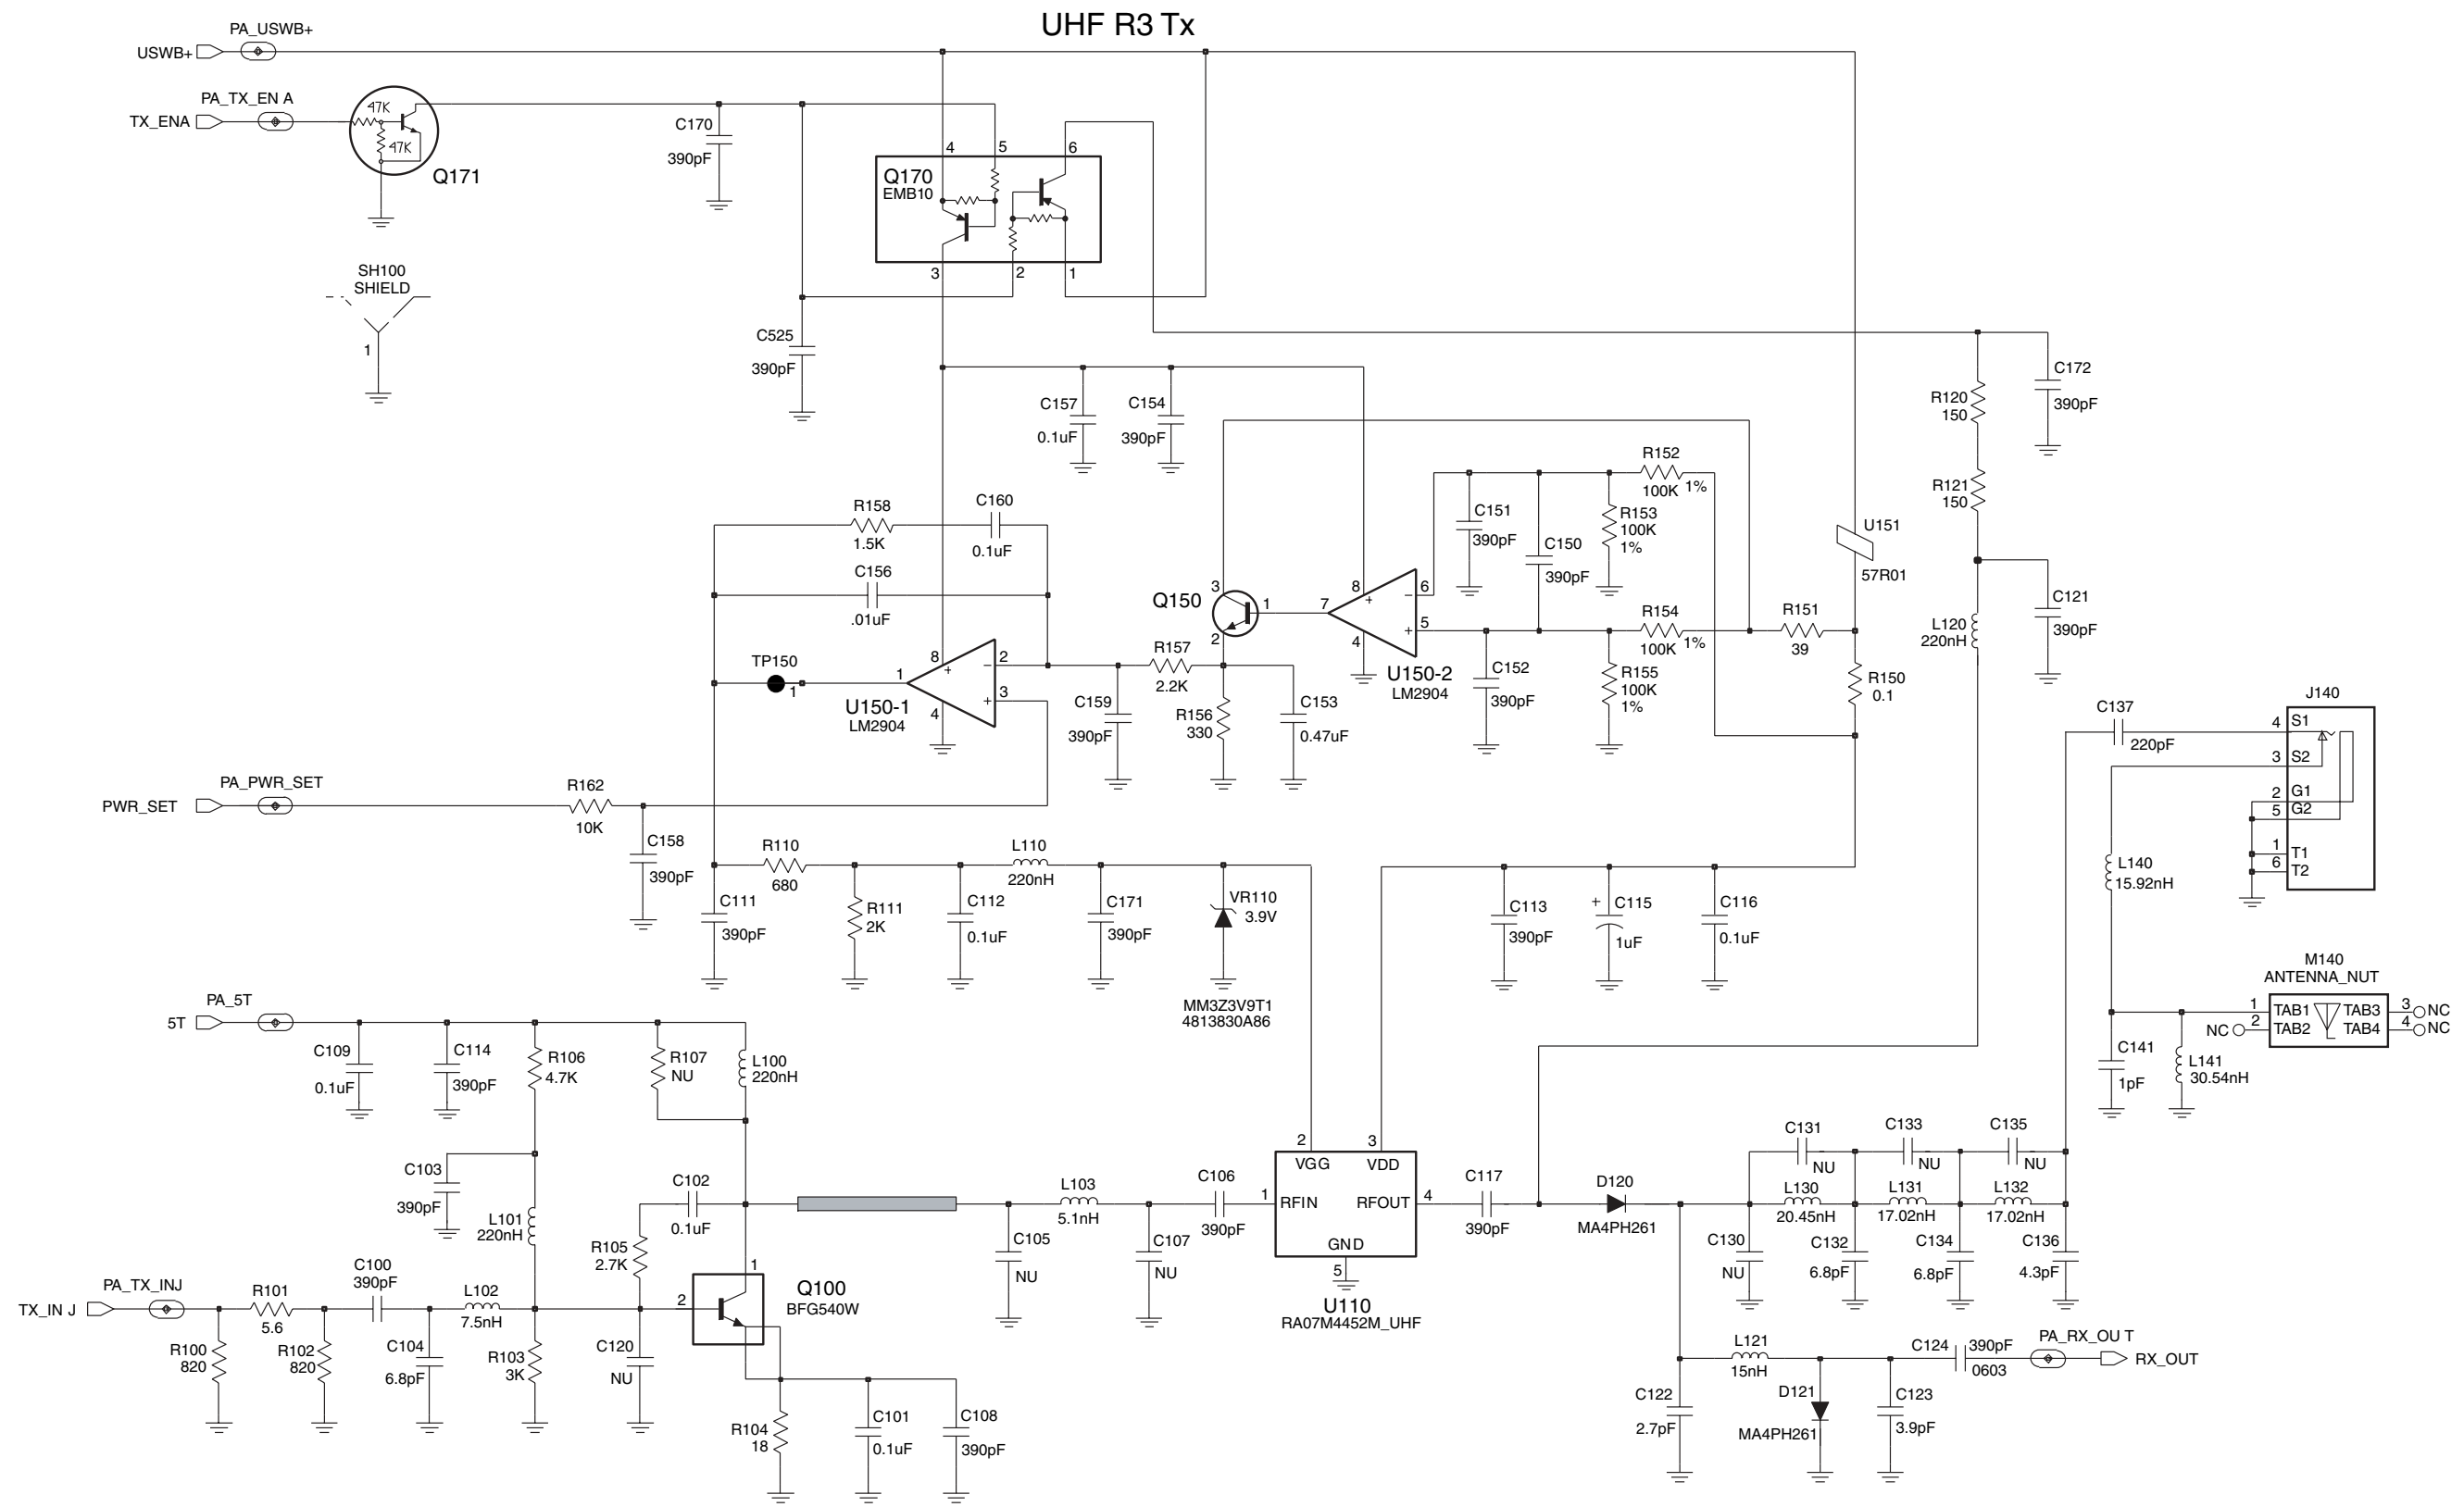 UHF R3 Tx
PA_USWB+
USWB+
PA_TX_EN A
TX_ENA
47K
47K
Q171
C170
390pF
4
5
6
Q170
EMB10
3
2
1
SH100
SHIELD
1
C525
390pF
C157
0.1uF
C154
390pF
C172
390pF
R120
150
R121
150
R152
100K
1%
C151
390pF
R153
100K
1%
C150
390pF
U151
57R01
R158
1.5K
C160
0.1uF
C156
.01uF
Q150
3
1
2
7
8
+
−
6
+
5
4
U150-2
LM2904
R154
100K
1%
R151
39
C121
390pF
L120
220nH
TP150
1
1
8
+
−
2
+
3
4
U150-1
LM2904
R157
2.2K
C159
390pF
R156
330
C153
0.47uF
C152
390pF
R155
100K
1%
R150
0.1
J140
C137
220pF
4
S1
3
S2
2
G1
5
G2
1
T1
6
T2
PA_PWR_SET
PWR_SET
R162
10K
C158
390pF
R110
680
L110
220nH
C111
390pF
R111
2K
C112
0.1uF
C171
390pF
VR110
3.9V
MM3Z3V9T1
4813830A86
C113
390pF
+
C115
1uF
C116
0.1uF
L140
15.92nH
M140
ANTENNA_NUT
1
TAB1
TAB3
3
NC
NC
2
TAB2
TAB4
4
NC
C141
1pF
L141
30.54nH
PA_5T
5T
C109
0.1uF
C114
390pF
R106
4.7K
R107
NU
L100
220nH
C103
390pF
L101
220nH
C102
0.1uF
R105
2.7K
L103
5.1nH
C106
390pF
C105
NU
C107
NU
2
3
VGG
VDD
1
RFIN
RFOUT
4
GND
5
U110
RA07M4452M_UHF
C117
390pF
D120
MA4PH261
C131
NU
C133
NU
C135
NU
L130
20.45nH
L131
17.02nH
L132
17.02nH
C130
NU
C132
6.8pF
C134
6.8pF
C136
4.3pF
PA_TX_INJ
TX_IN J
R101
5.6
C100
390pF
L102
7.5nH
R100
820
R102
820
C104
6.8pF
R103
3K
C120
NU
1
2
Q100
BFG540W
R104
18
C101
0.1uF
C108
390pF
L121
15nH
C124
390pF
0603
PA_RX_OU T
RX_OUT
C122
2.7pF
D121
MA4PH261
C123
3.9pF